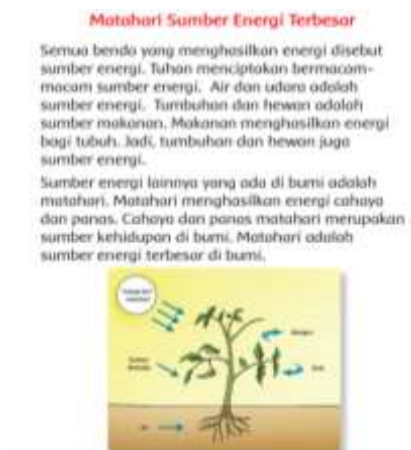 Matahari Sumber Energi Terbesar
Semua benda yang menghasilkan energi disebut
sumber energi. Tuhan menciptakan bermacam-
macam sumber energi. Air dan udara adalah
sumber energi. Tumbuhan dan hewan adalah
sumber makanan. Makanan menghasilkan energi
bagi tubuh. Jadi, tumbuhan dan hewan juga
sumber energi.
Sumber energi lainnya yang ada di bumi adalah
matahari. Matahari menghasilkan energi cahaya
dan panas. Cahaya dan panas matahari merupakan
sumber kehidupan di bumi. Matahari adalah
sumber energi terbesar di bumi.